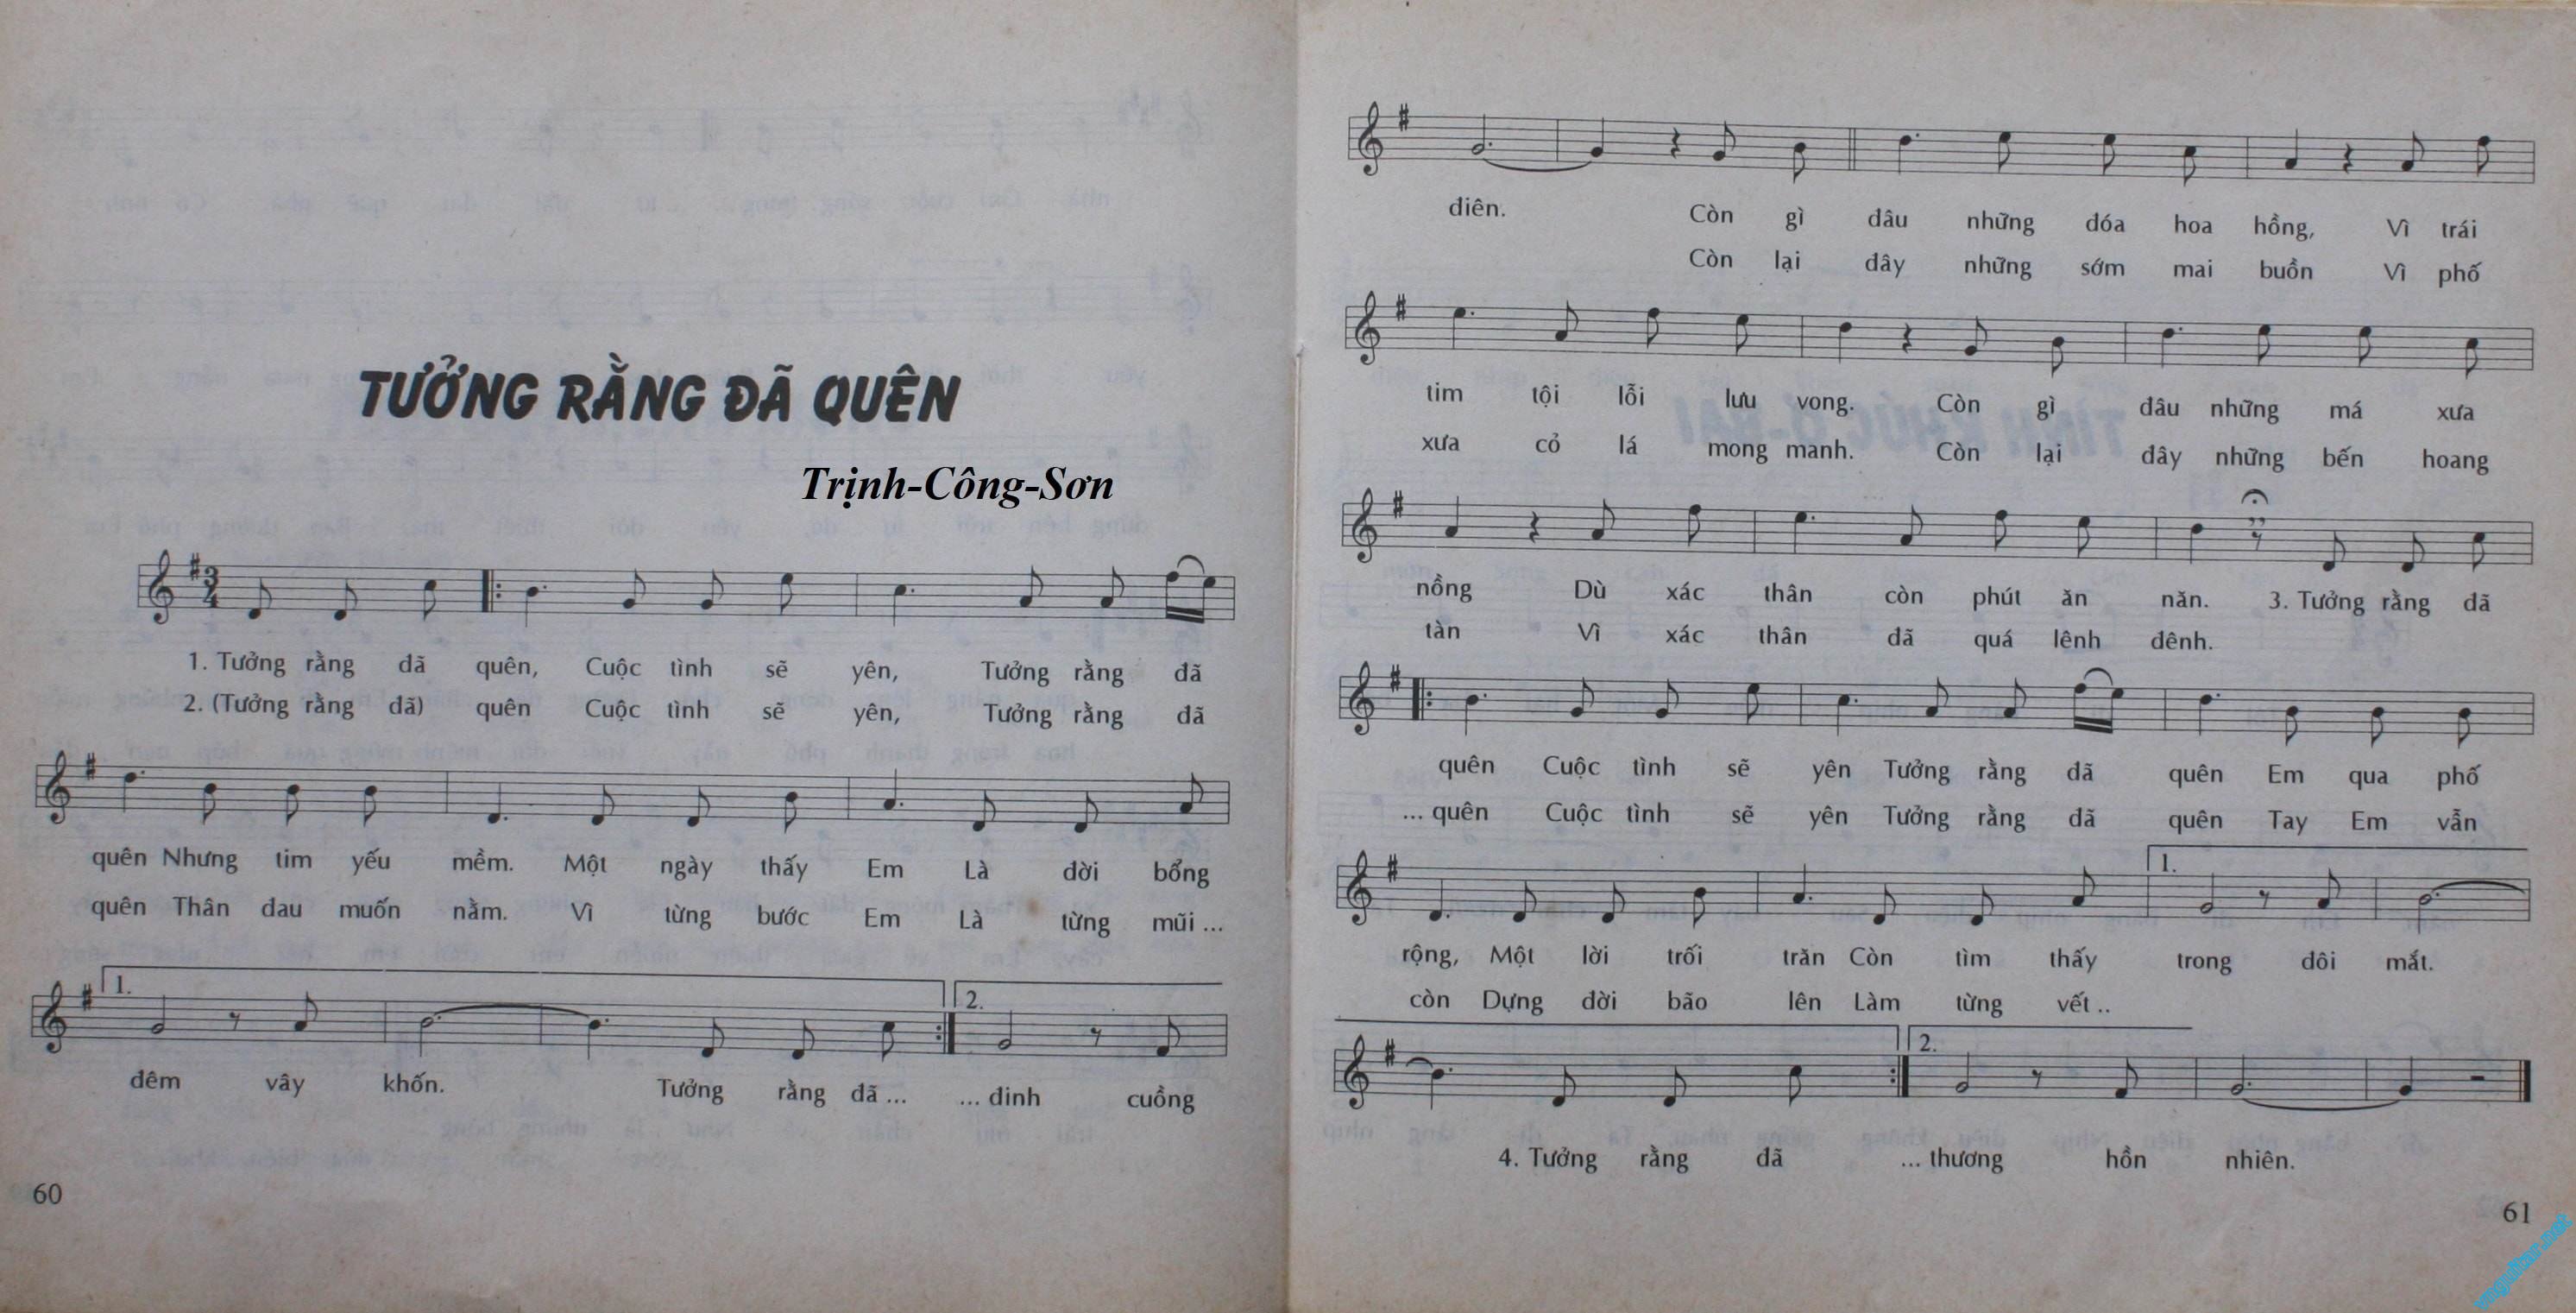 TƯỞNG RẰNG ĐÃ QUÊN
Trịnh-Công-Sơn
3
4
1. Tưởng rằng đã quên, Cuộc tình sẽ yên, Tưởng rằng đã
2. (Tưởng rằng đã) quên Cuộc tình sẽ yên, Tưởng rằng đã
quên Nhưng tim yếu mềm. Một ngày thấy Em Là đời bổng
quên Thân đau muốn nằm. Vì từng bước Em Là từng mũi ...
1. 2.
đêm vây khốn. Tưởng rằng đã ... ... đinh cuồng
60
điên. Còn gì đâu những đóa hoa hồng, Vì trái
Còn lại đây những sớm mai buồn Vì phố
tim tội lỗi lưu vong. Còn gì đâu những má xưa
xưa cỏ lá mong manh. Còn lại đây những bến hoang
nồng Dù xác thân còn phút ăn năn. 3. Tưởng rằng đã
tàn Vì xác thân đã quá lênh đênh.
quên Cuộc tình sẽ yên Tưởng rằng đã quên Em qua phố
... quên Cuộc tình sẽ yên Tưởng rằng đã quên Tay Em vẫn
1.
rộng, Một lời trối trăn Còn tìm thấy trong đôi mắt.
còn Dựng đời bão lên Làm từng vết ..
2.
4. Tưởng rằng đã ... thương hồn nhiên.
61
vnguitar.net